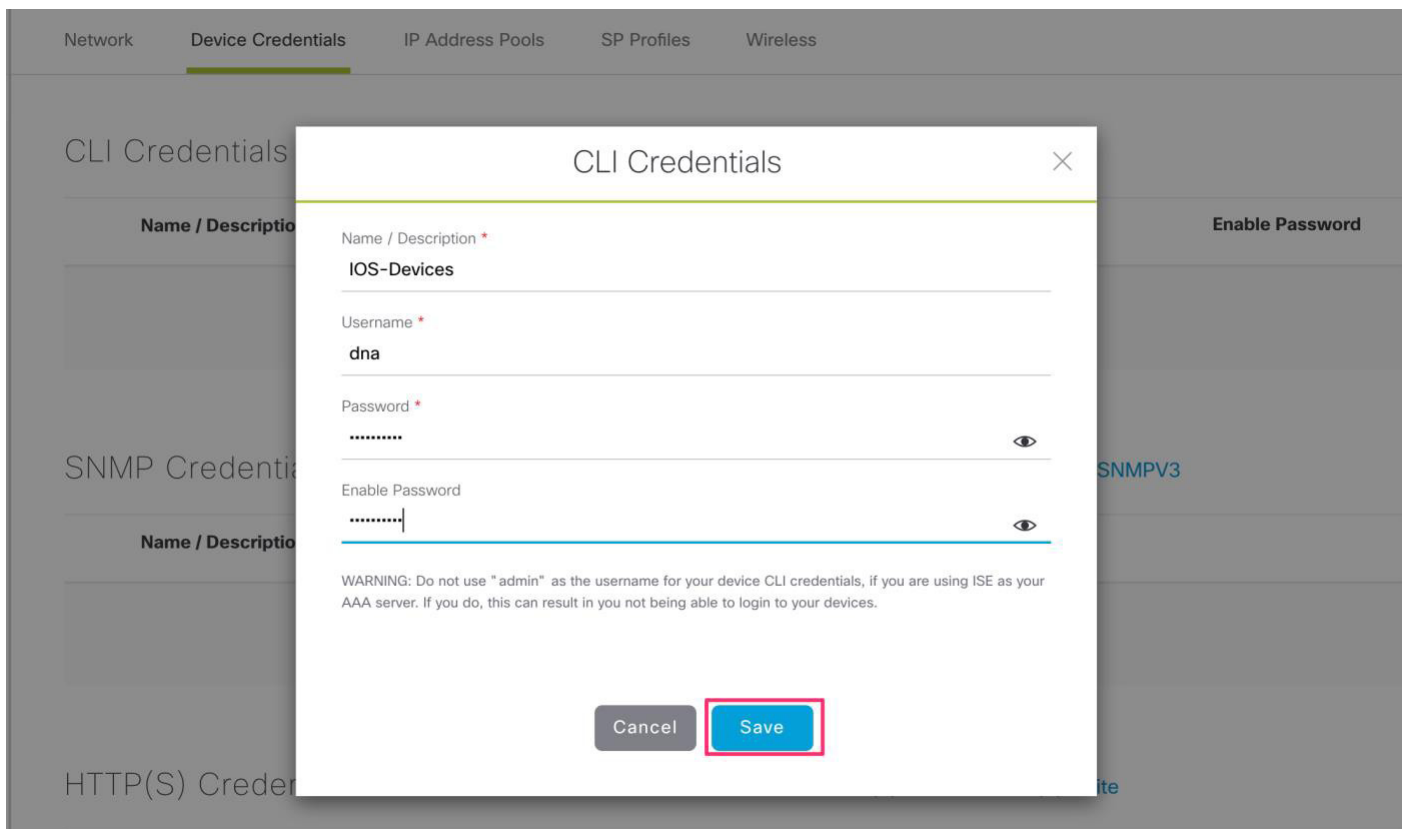 Network Device Credentials IP Address Pools SP Profiles Wireless
CLI Credentials
Name / Descriptio
Enable Password
CLI Credentials
Name / Description *
IOS-Devices
Username *
dna
Password *
••••••••••
Enable Password
••••••••••
WARNING: Do not use "admin" as the username for your device CLI credentials, if you are using ISE as your
AAA server. If you do, this can result in you not being able to login to your devices.
Cancel Save
SNMP Credentia
SNMPV3
Name / Descriptio
HTTP(S) Creder
ite